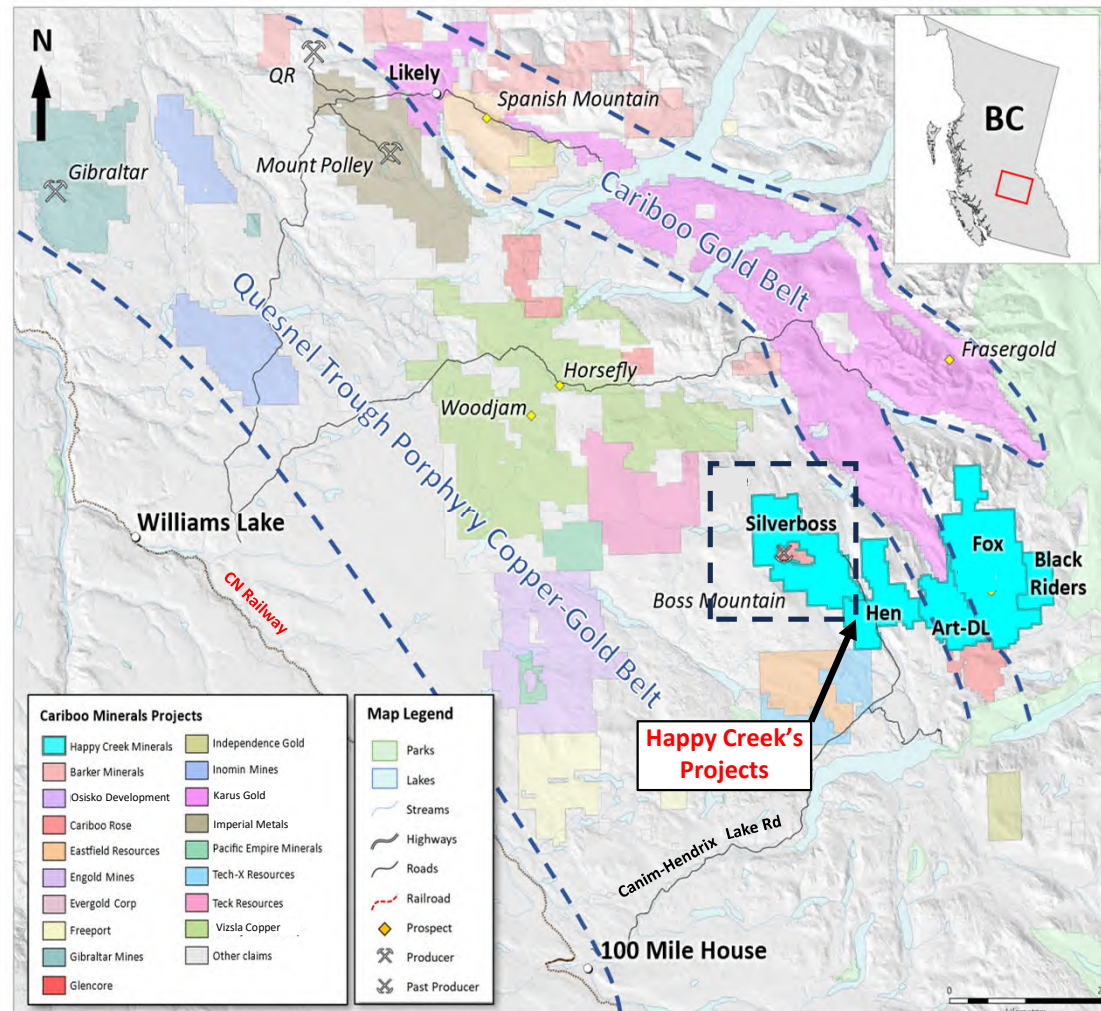 N
QR
Likely
Spanish Mountain
BC
Gibraltar
Mount Polley
Cariboo Gold Belt
Quesnel Trough Porphyry Copper-Gold Belt
Horsefly
Frasergold
Woodjam
Williams Lake
CN Railway
Silverboss
Fox
Black
Riders
Boss Mountain
Hen
Art-DL
Happy Creek's
Projects
Canim-Hendrix Lake Rd
100 Mile House
Cariboo Minerals Projects
Happy Creek Minerals
Barker Minerals
Osisko Development
Cariboo Rose
Eastfield Resources
Engold Mines
Evergold Corp
Freeport
Gibraltar Mines
Glencore
Independence Gold
Inomin Mines
Karus Gold
Imperial Metals
Pacific Empire Minerals
Tech-X Resources
Teck Resources
Vizsla Copper
Other claims
Map Legend
Parks
Lakes
Streams
Highways
Roads
Railroad
Prospect
Producer
Past Producer
0